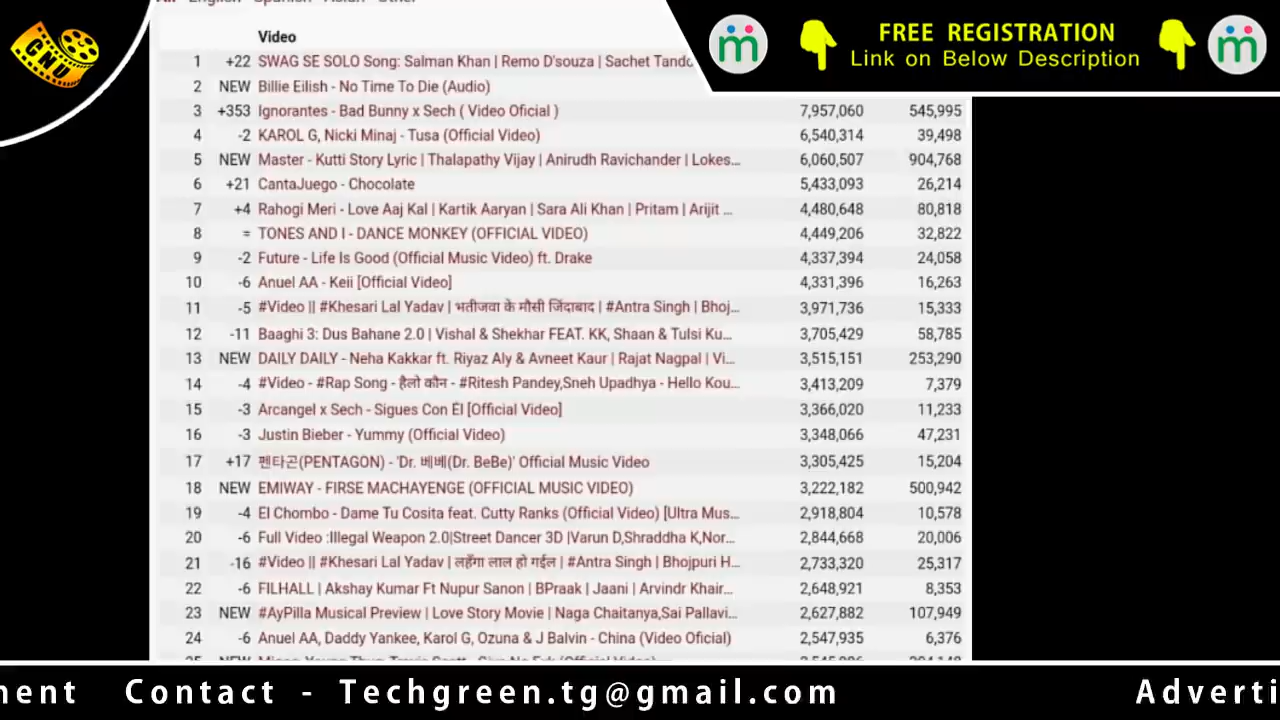 All English Spanish Asian Other
CNU
FREE REGISTRATION
Link on Below Description
Video
1 +22 SWAG SE SOLO Song: Salman Khan | Remo D'souza | Sachet Tando
2 NEW Billie Eilish - No Time To Die (Audio)
3 +353 Ignorantes - Bad Bunny x Sech ( Video Oficial ) 7,957,060 545,995
4 -2 KAROL G, Nicki Minaj - Tusa (Official Video) 6,540,314 39,498
5 NEW Master - Kutti Story Lyric | Thalapathy Vijay | Anirudh Ravichander | Lokes... 6,060,507 904,768
6 +21 CantaJuego - Chocolate 5,433,093 26,214
7 +4 Rahogi Meri - Love Aaj Kal | Kartik Aaryan | Sara Ali Khan | Pritam | Arijit ... 4,480,648 80,818
8 = TONES AND I - DANCE MONKEY (OFFICIAL VIDEO) 4,449,206 32,822
9 -2 Future - Life Is Good (Official Music Video) ft. Drake 4,337,394 24,058
10 -6 Anuel AA - Keii [Official Video] 4,331,396 16,263
11 -5 #Video || #Khesari Lal Yadav | भतीजवा के मौसी जिंदाबाद | #Antra Singh | Bhoj... 3,971,736 15,333
12 -11 Baaghi 3: Dus Bahane 2.0 | Vishal & Shekhar FEAT. KK, Shaan & Tulsi Ku... 3,705,429 58,785
13 NEW DAILY DAILY - Neha Kakkar ft. Riyaz Aly & Avneet Kaur | Rajat Nagpal | Vi... 3,515,151 253,290
14 -4 #Video - #Rap Song - हैलो कौन - #Ritesh Pandey,Sneh Upadhya - Hello Kou... 3,413,209 7,379
15 -3 Arcangel x Sech - Sigues Con Él [Official Video] 3,366,020 11,233
16 -3 Justin Bieber - Yummy (Official Video) 3,348,066 47,231
17 +17 펜타곤(PENTAGON) - 'Dr. 베베(Dr. BeBe)' Official Music Video 3,305,425 15,204
18 NEW EMIWAY - FIRSE MACHAYENGE (OFFICIAL MUSIC VIDEO) 3,222,182 500,942
19 -4 El Chombo - Dame Tu Cosita feat. Cutty Ranks (Official Video) [Ultra Mus... 2,918,804 10,578
20 -6 Full Video :Illegal Weapon 2.0|Street Dancer 3D |Varun D,Shraddha K,Nor... 2,844,668 20,006
21 -16 #Video || #Khesari Lal Yadav | लहँगा लाल हो गईल | #Antra Singh | Bhojpuri H... 2,733,320 25,317
22 -6 FILHALL | Akshay Kumar Ft Nupur Sanon | BPraak | Jaani | Arvindr Khair... 2,648,921 8,353
23 NEW #AyPilla Musical Preview | Love Story Movie | Naga Chaitanya,Sai Pallavi... 2,627,882 107,949
24 -6 Anuel AA, Daddy Yankee, Karol G, Ozuna & J Balvin - China (Video Oficial) 2,547,935 6,376
ment Contact - Techgreen.tg@gmail.com Adverti